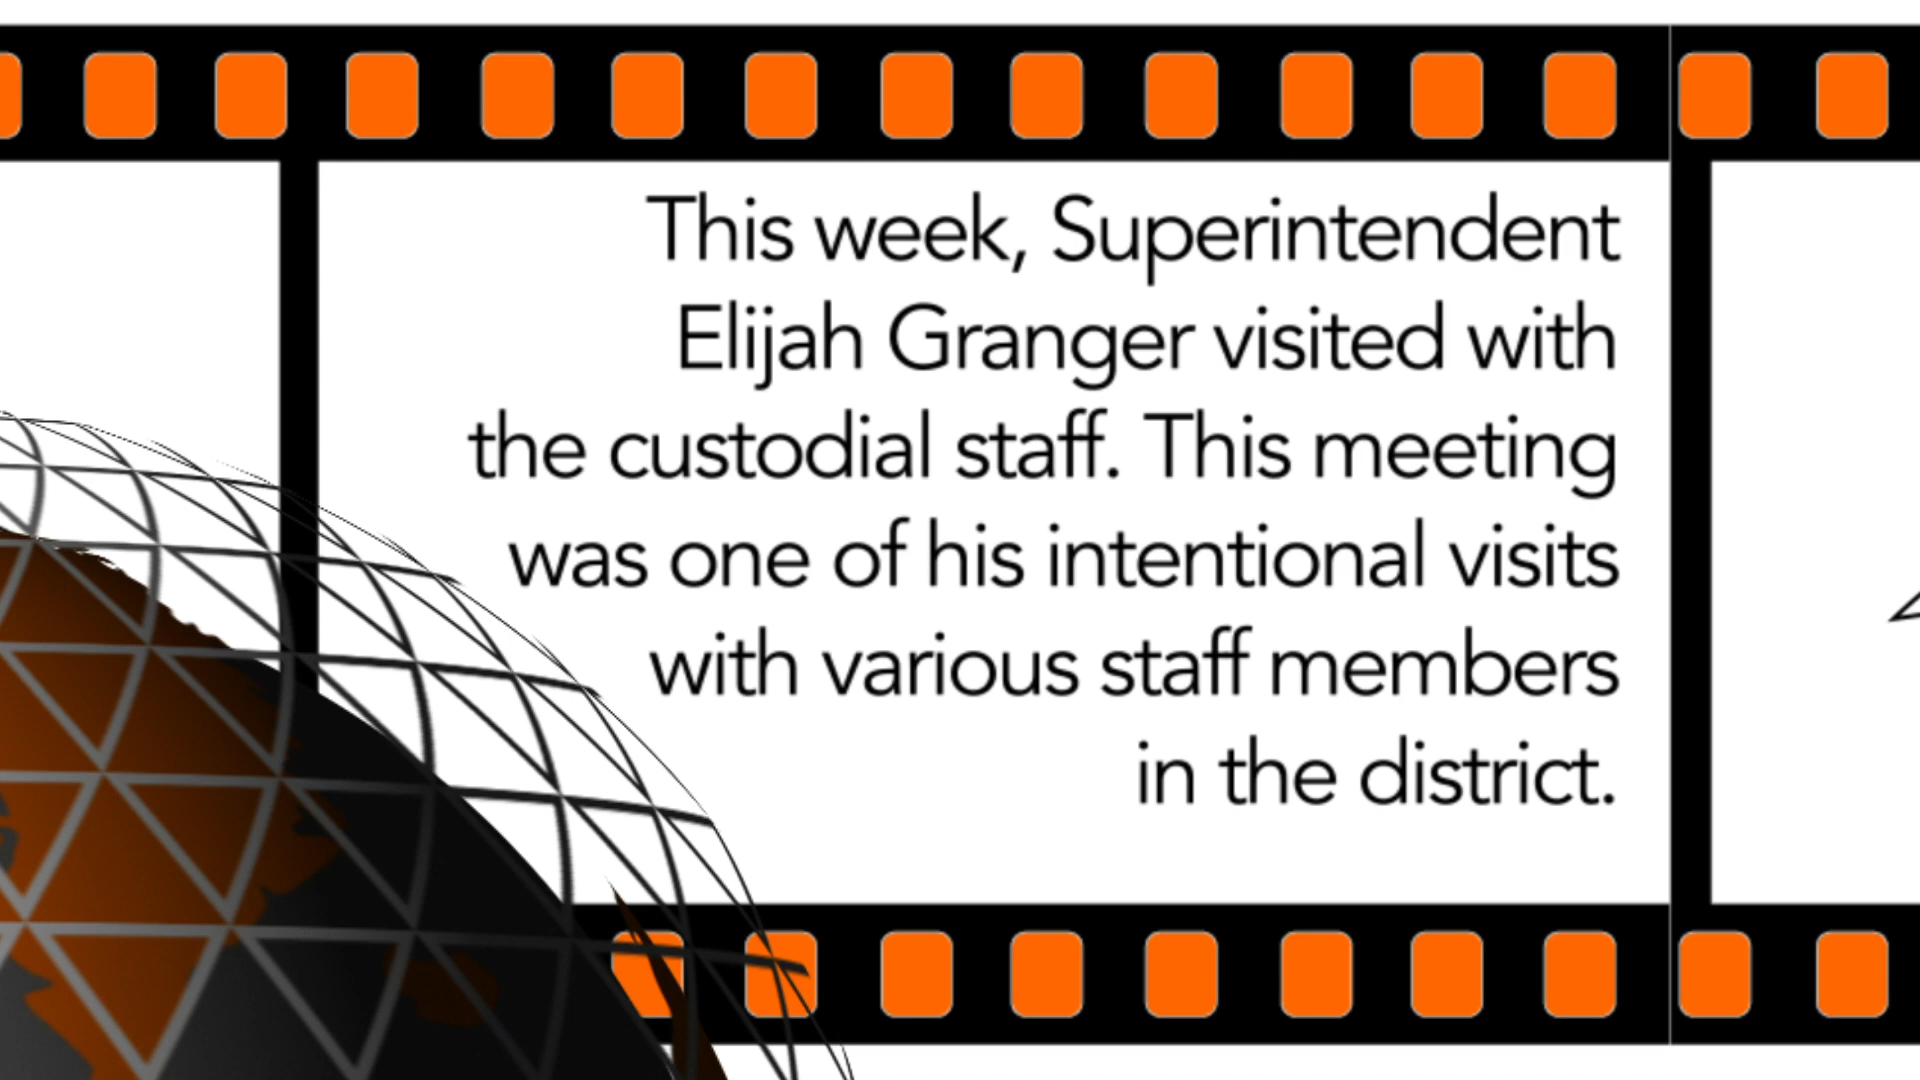 This week, Superintendent
Elijah Granger visited with
the custodial staff. This meeting
was one of his intentional visits
with various staff members
in the district.